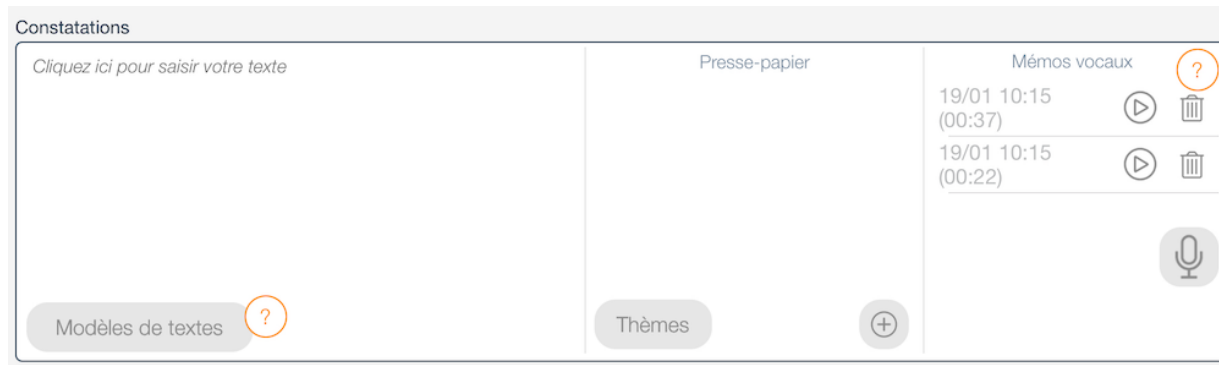 Constatations
Cliquez ici pour saisir votre texte
Presse-papier
Mémos vocaux
?
19/01 10:15
(00:37)
19/01 10:15
(00:22)
Modèles de textes
?
Thèmes